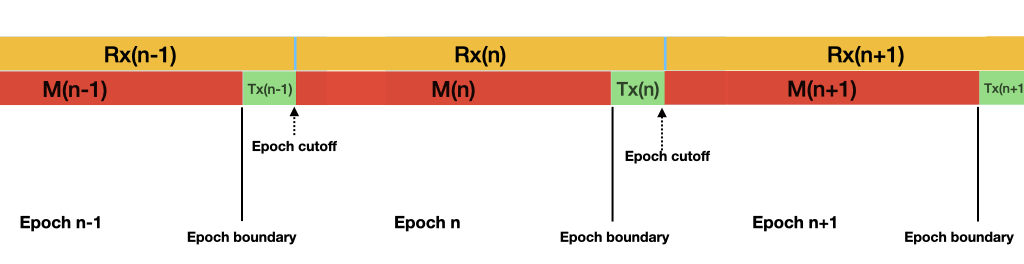 Rx(n-1) Rx(n) Rx(n+1)
M(n-1) Tx(n-1) M(n) Tx(n) M(n+1) Tx(n+1
Epoch cutoff Epoch cutoff
Epoch n-1 Epoch n Epoch n+1
Epoch boundary Epoch boundary Epoch boundary